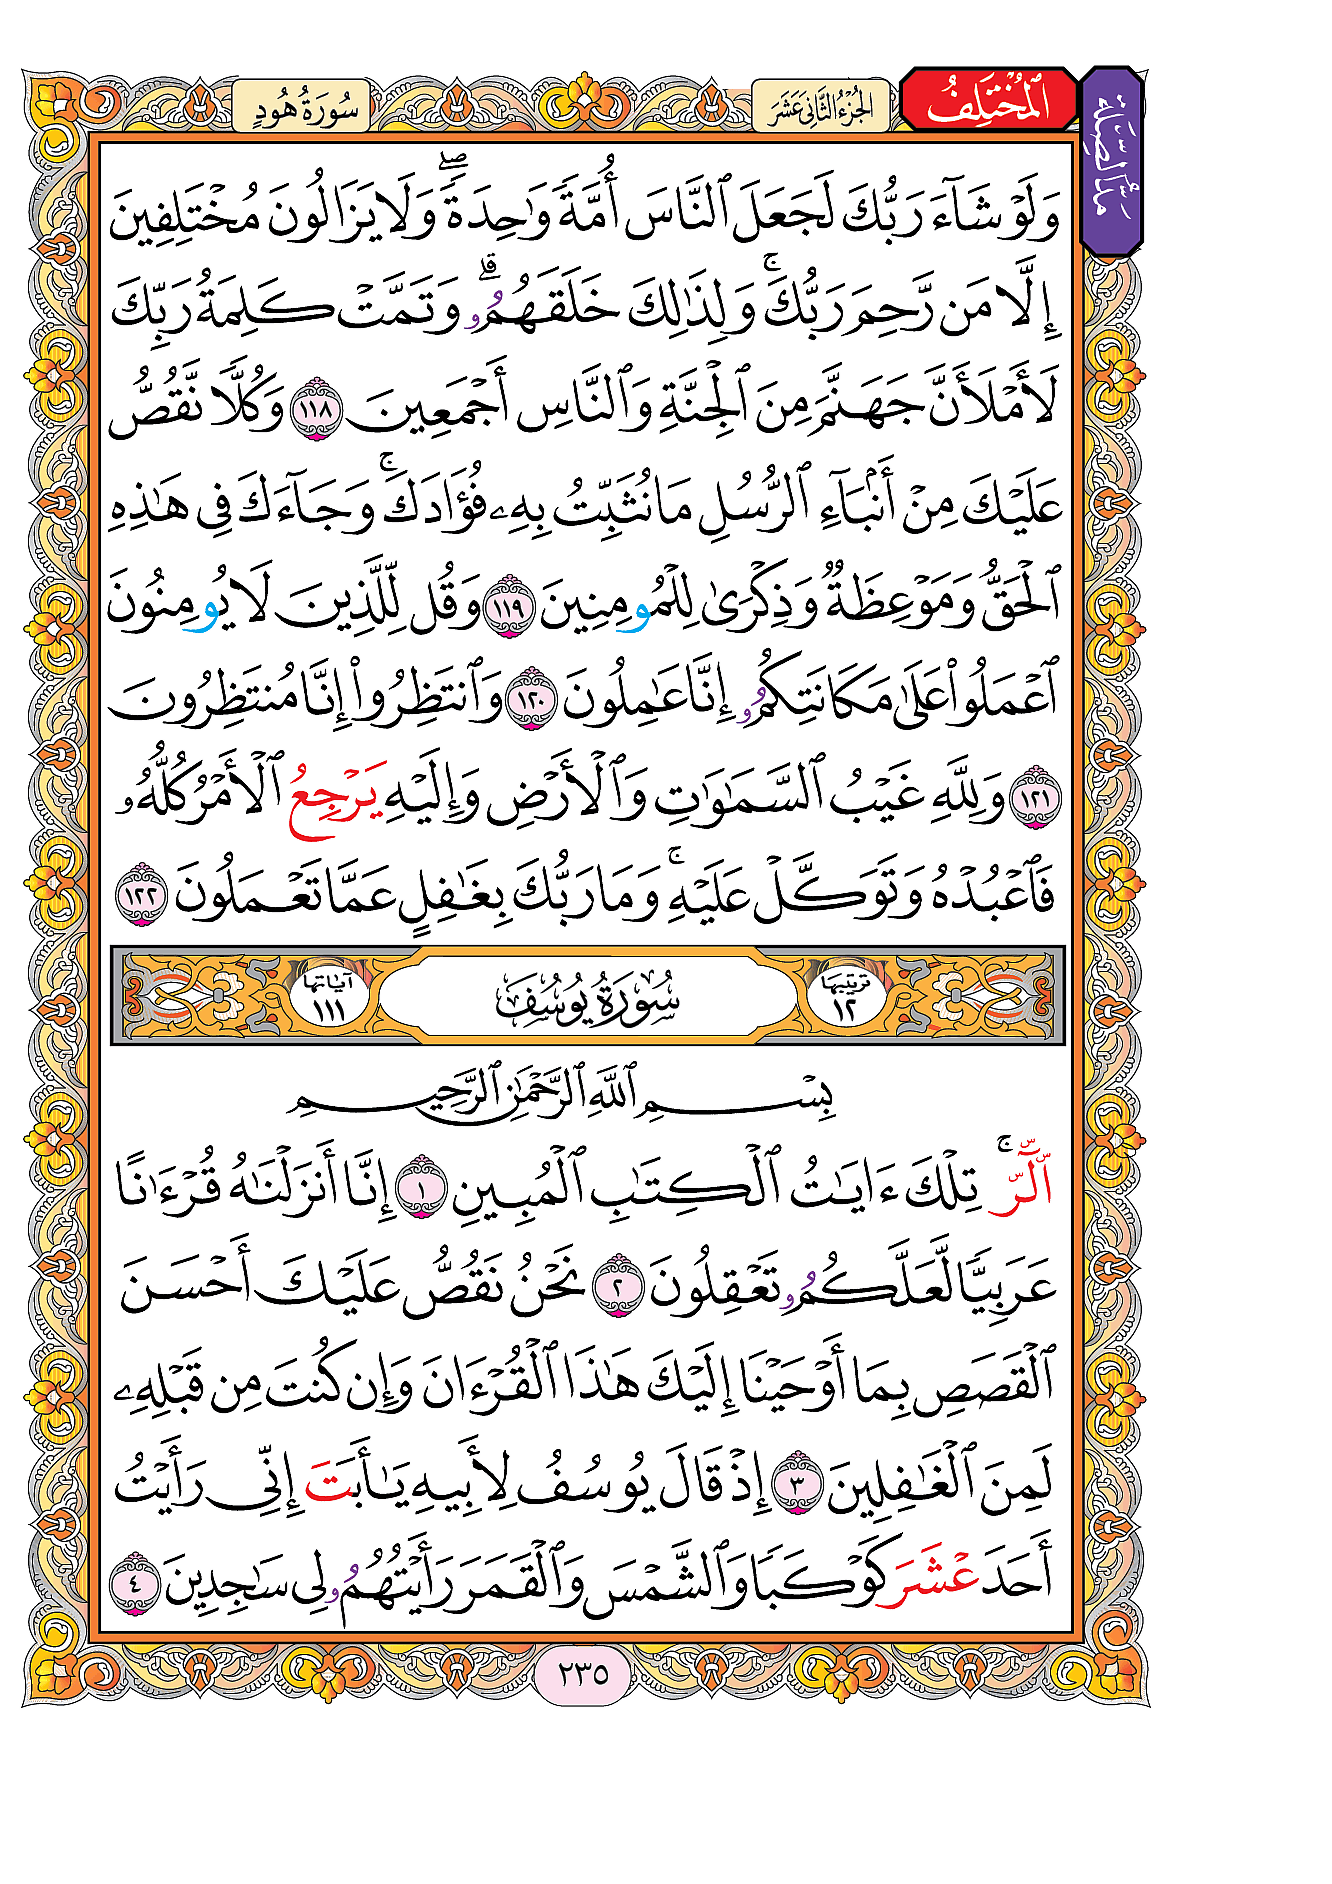 سُورَةُ هُودٍ
الجُزْءُ الثَّانِيَ عَشَرَ
المُخْتَلِفُ
مَدُّ الصِّلَة
وَلَوْ شَآءَ رَبُّكَ لَجَعَلَ ٱلنَّاسَ أُمَّةً وَٰحِدَةًۖ وَلَا يَزَالُونَ مُخْتَلِفِينَ
إِلَّا مَن رَّحِمَ رَبُّكَۚ وَلِذَٰلِكَ خَلَقَهُمُۥۗ وَتَمَّتْ كَلِمَةُ رَبِّكَ
لَأَمْلَأَنَّ جَهَنَّمَ مِنَ ٱلْجِنَّةِ وَٱلنَّاسِ أَجْمَعِينَ ١١٨ وَكُلًّا نَّقُصُّ
عَلَيْكَ مِنْ أَنۢبَآءِ ٱلرُّسُلِ مَا نُثَبِّتُ بِهِۦ فُؤَادَكَۚ وَجَآءَكَ فِي هَٰذِهِ
ٱلْحَقُّ وَمَوْعِظَةٌ وَذِكْرَىٰ لِلْمُومِنِينَ ١١٩ وَقُل لِّلَّذِينَ لَا يُومِنُونَ
ٱعْمَلُوا۟ عَلَىٰ مَكَانَتِكُمُۥ إِنَّا عَٰمِلُونَ ١٢٠ وَٱنتَظِرُوٓا۟ إِنَّا مُنتَظِرُونَ
١٢١ وَلِلَّهِ غَيْبُ ٱلسَّمَٰوَٰتِ وَٱلْأَرْضِ وَإِلَيْهِ يَرْجِعُ ٱلْأَمْرُ كُلُّهُۥ
فَٱعْبُدْهُ وَتَوَكَّلْ عَلَيْهِۚ وَمَا رَبُّكَ بِغَٰفِلٍ عَمَّا تَعْمَلُونَ ١٢٢
ترتيبها ١٢
سُورَةُ يُوسُفَ
آياتها ١١١
بِسْمِ ٱللَّهِ ٱلرَّحْمَٰنِ ٱلرَّحِيمِ
الٓرۚ تِلْكَ ءَايَٰتُ ٱلْكِتَٰبِ ٱلْمُبِينِ ١ إِنَّا أَنزَلْنَٰهُ قُرْءَٰنًا
عَرَبِيًّا لَّعَلَّكُمُۥ تَعْقِلُونَ ٢ نَحْنُ نَقُصُّ عَلَيْكَ أَحْسَنَ
ٱلْقَصَصِ بِمَا أَوْحَيْنَا إِلَيْكَ هَٰذَا ٱلْقُرْءَانَ وَإِن كُنتَ مِن قَبْلِهِۦ
لَمِنَ ٱلْغَٰفِلِينَ ٣ إِذْ قَالَ يُوسُفُ لِأَبِيهِ يَٰأَبَتَ إِنِّي رَأَيْتُ
أَحَدَ عْشَرَ كَوْكَبًا وَٱلشَّمْسَ وَٱلْقَمَرَ رَأَيْتُهُمُۥ لِي سَٰجِدِينَ ٤
٢٣٥